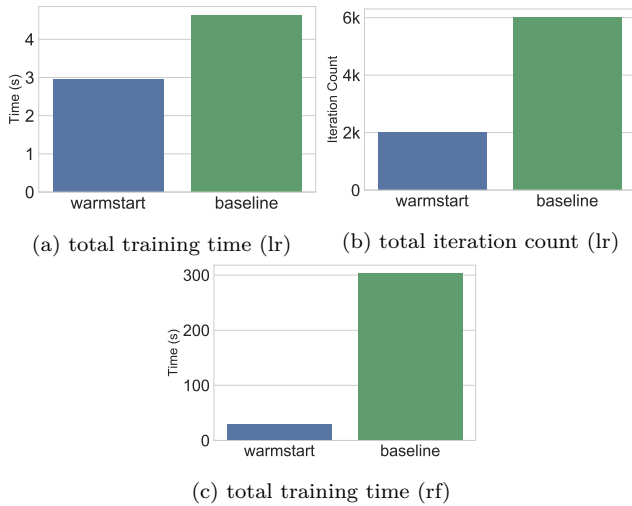 4
3
2
1
0
Time (s)
warmstart baseline
(a) total training time (lr)
6k
4k
2k
0
Iteration Count
warmstart baseline
(b) total iteration count (lr)
300
200
100
0
Time (s)
warmstart baseline
(c) total training time (rf)